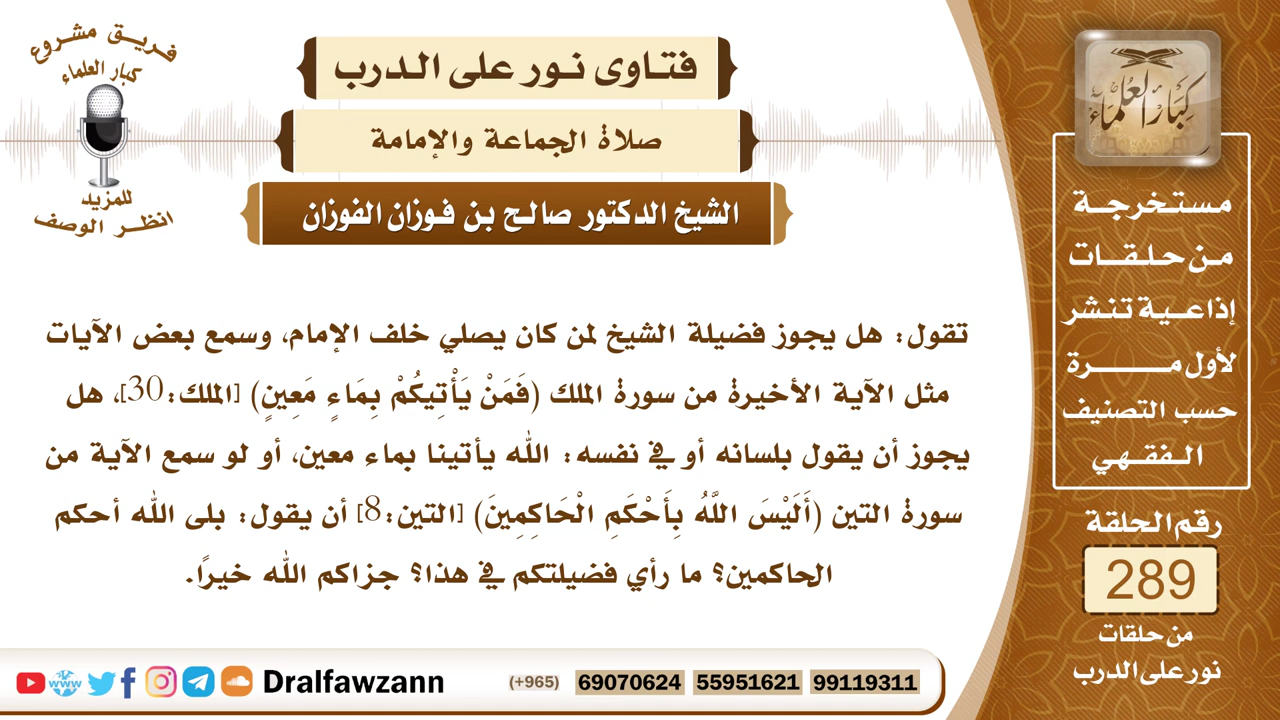 فريق مشروع
كبار العلماء
للمزيد
انظر الوصف
فتاوى نور على الدرب
صلاة الجماعة والإمامة
الشيخ الدكتور صالح بن فوزان الفوزان
تقول: هل يجوز فضيلة الشيخ لمن كان يصلي خلف الإمام، وسمع بعض الآيات
مثل الآية الأخيرة من سورة الملك (فَمَنْ يَأْتِيكُمْ بِمَاءٍ مَعِينٍ) [الملك:30]، هل
يجوز أن يقول بلسانه أو في نفسه: الله يأتينا بماء معين، أو لو سمع الآية من
سورة التين (أَلَيْسَ اللَّهُ بِأَحْكَمِ الْحَاكِمِينَ) [التين:8] أن يقول: بلى الله أحكم
الحاكمين؟ ما رأي فضيلتكم في هذا؟ جزاكم الله خيرًا.
كبار العلماء
مستخرجة
من حلقات
إذاعية تنشر
لأول مرة
حسب التصنيف
الفقهي
رقم الحلقة
289
من حلقات
نور على الدرب
www Dralfawzann (+965) 69070624 55951621 99119311